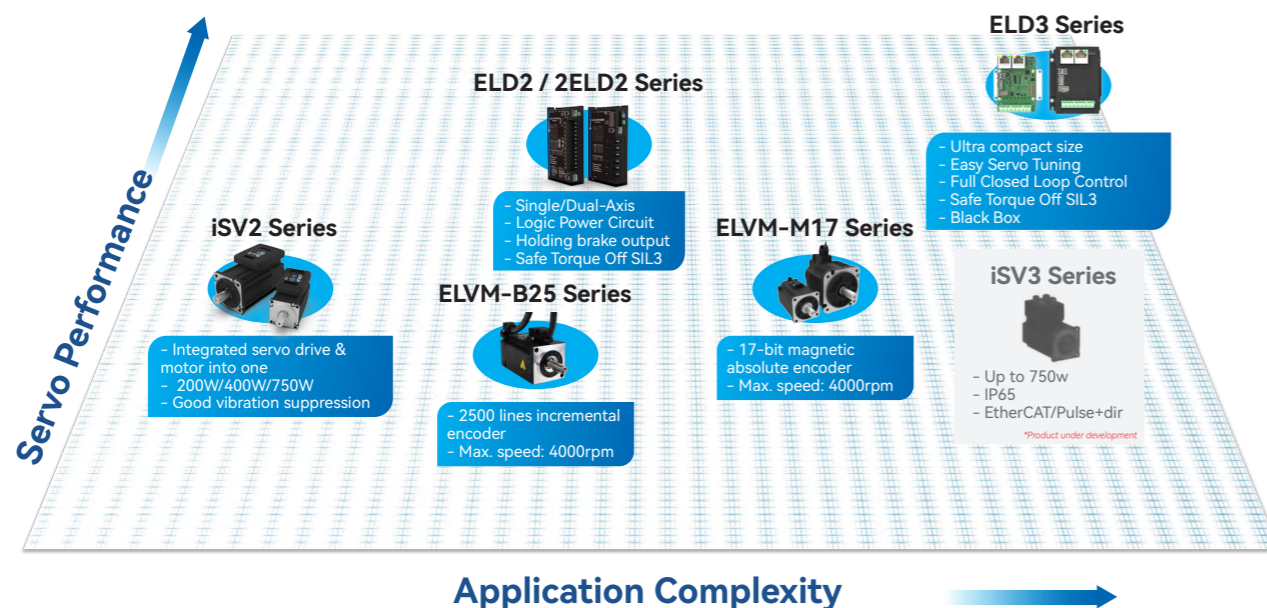 ELD3 Series
- Ultra compact size
- Easy Servo Tuning
- Full Closed Loop Control
- Safe Torque Off SIL3
- Black Box
ELD2 / 2ELD2 Series
- Single/Dual-Axis
- Logic Power Circuit
- Holding brake output
- Safe Torque Off SIL3
iSV2 Series
- Integrated servo drive &
motor into one
- 200W/400W/750W
- Good vibration suppression
ELVM-B25 Series
- 2500 lines incremental
encoder
- Max. speed: 4000rpm
ELVM-M17 Series
- 17-bit magnetic
absolute encoder
- Max. speed: 4000rpm
iSV3 Series
- Up to 750w
- IP65
- EtherCAT/Pulse+dir
*Product under development
Servo Performance
Application Complexity